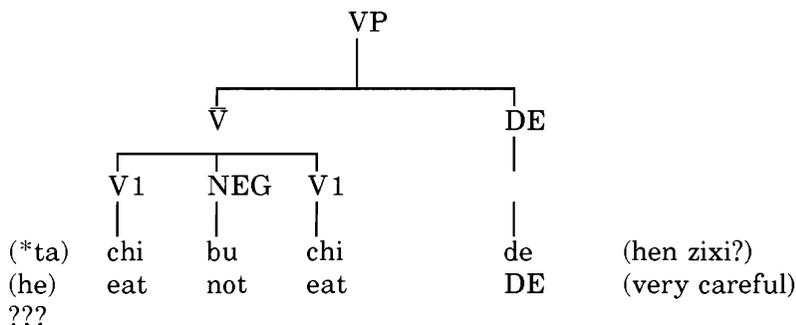 VP
V̅ DE
V1 NEG V1
(*ta) chi bu chi de (hen zixi?)
(he) eat not eat DE (very careful)
???